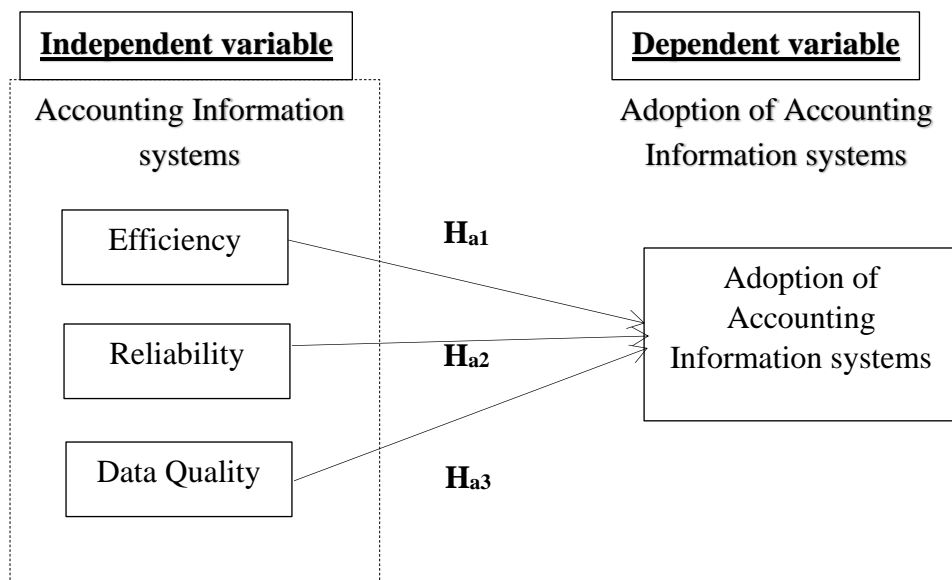 Independent variable
Dependent variable
Accounting Information
systems
Adoption of Accounting
Information systems
Efficiency
Reliability
Data Quality
Ha1
Ha2
Ha3
Adoption of
Accounting
Information systems